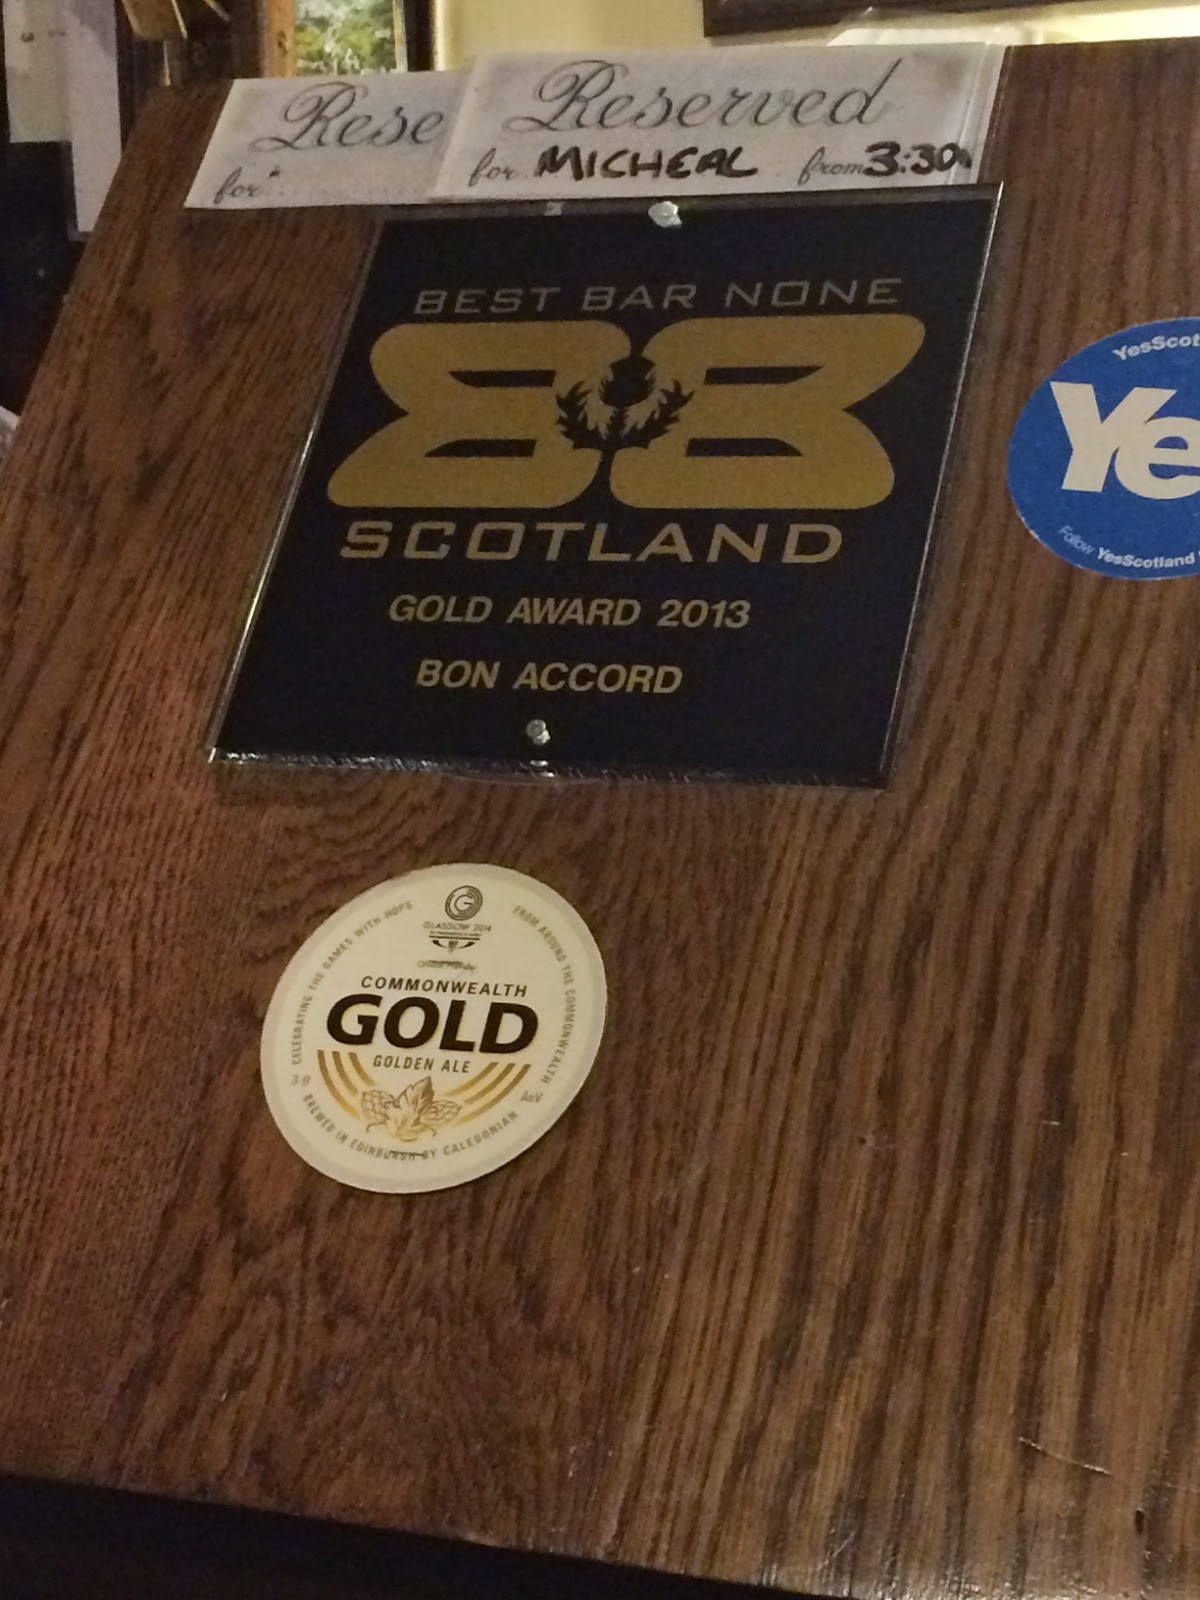 Rese
for
Reserved
for MICHEAL from 3:30
BEST BAR NONE
SCOTLAND
GOLD AWARD 2013
BON ACCORD
YesScot
Ye
Follow YesScotland
GLASGOW 2014
CELEBRATING THE GAMES WITH HOPS
FROM AROUND THE COMMONWEALTH
COMMONWEALTH
GOLD
GOLDEN ALE
AbV
BREWED IN EDINBURGH BY CALEDONIAN